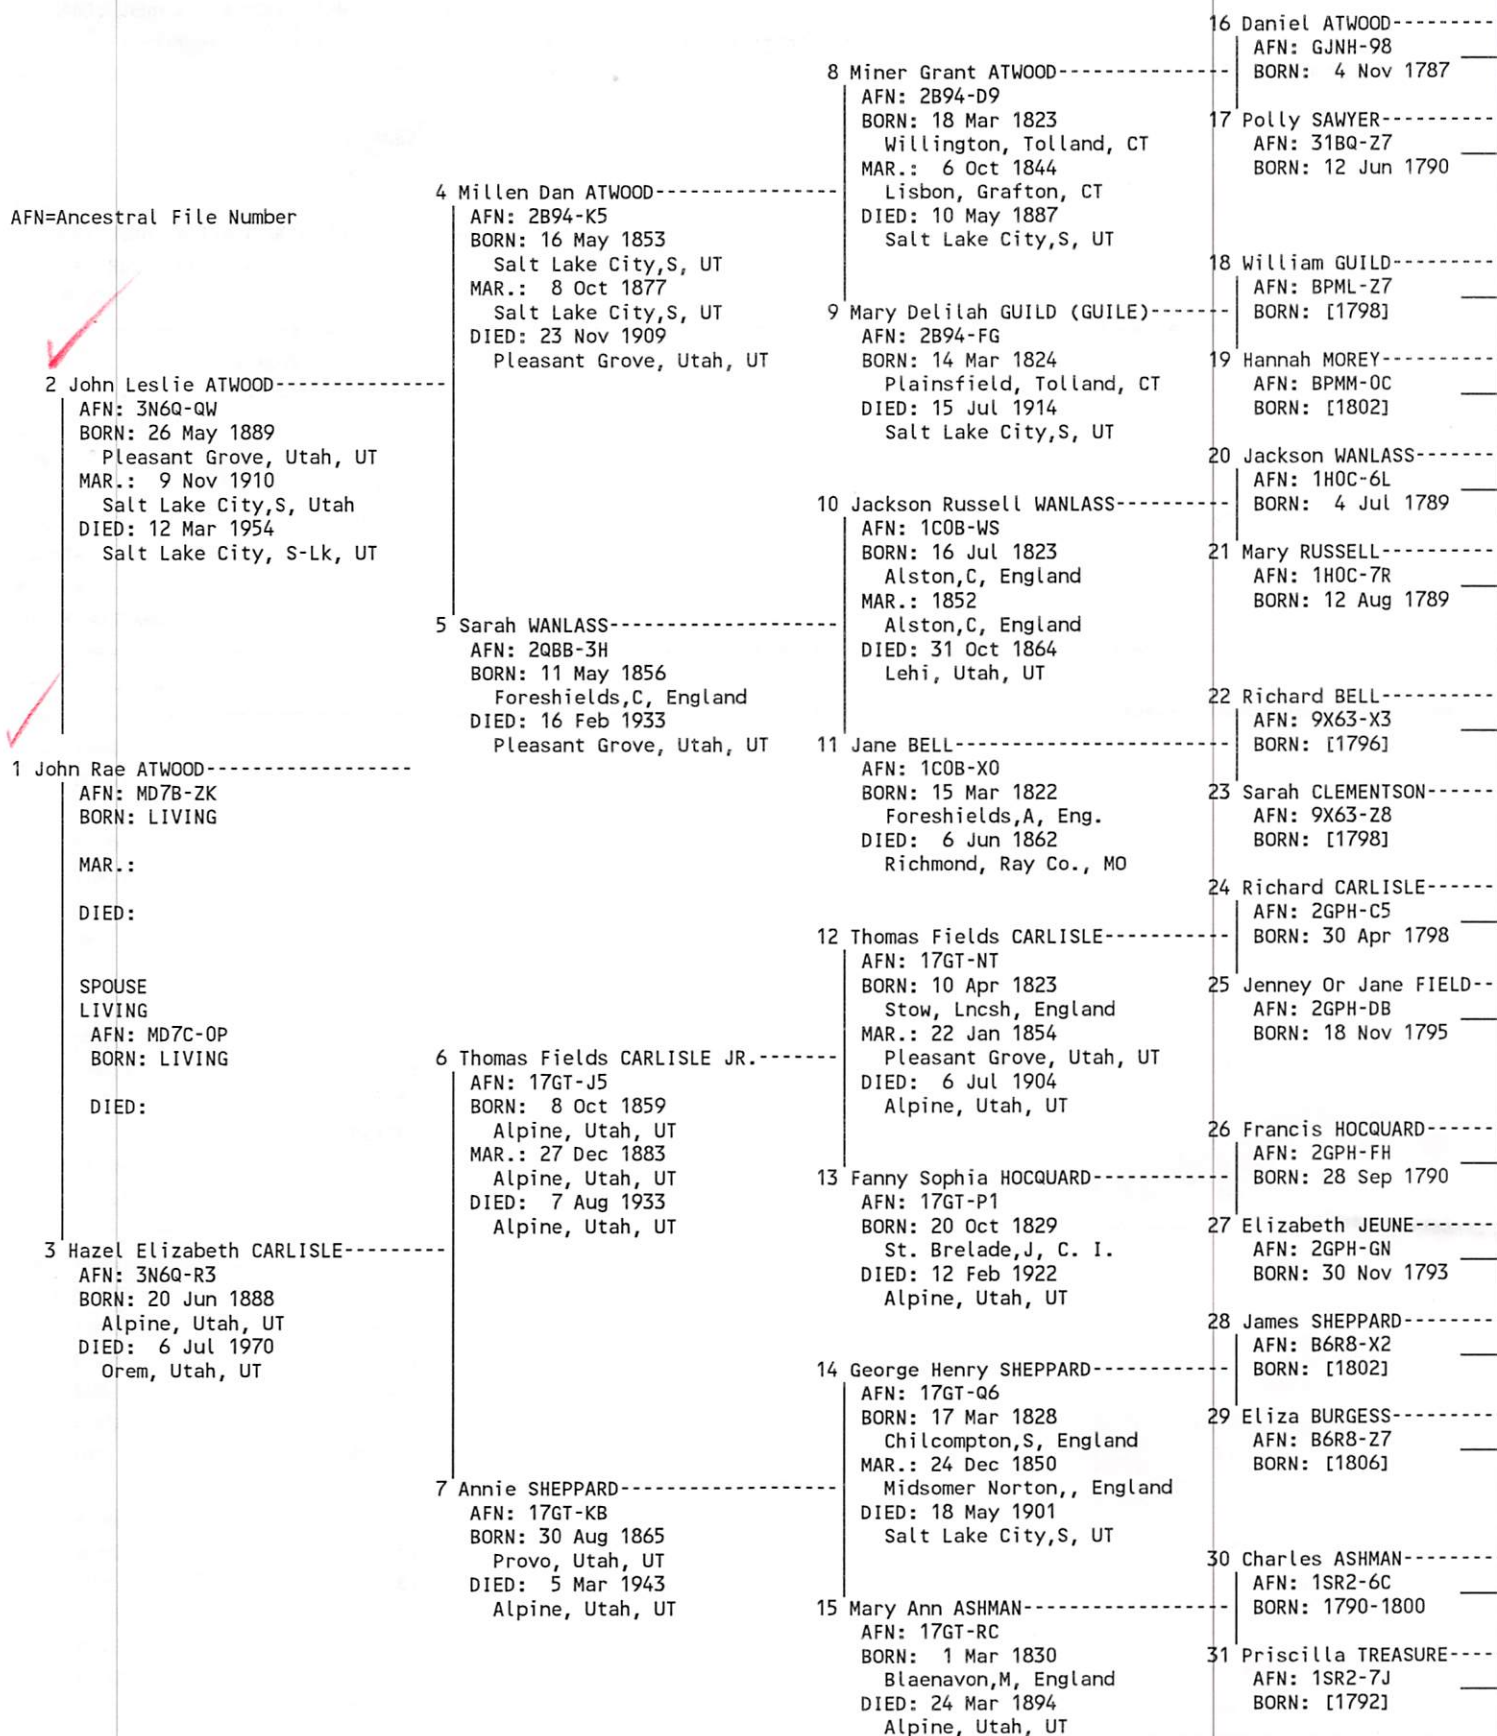 AFN=Ancestral File Number
1 John Rae ATWOOD-----------------
AFN: MD7B-ZK
BORN: LIVING
MAR.:
DIED:
SPOUSE
LIVING
AFN: MD7C-0P
BORN: LIVING
DIED:
2 John Leslie ATWOOD--------------
AFN: 3N6Q-QW
BORN: 26 May 1889
Pleasant Grove, Utah, UT
MAR.:  9 Nov 1910
Salt Lake City,S, Utah
DIED: 12 Mar 1954
Salt Lake City, S-Lk, UT
3 Hazel Elizabeth CARLISLE--------
AFN: 3N6Q-R3
BORN: 20 Jun 1888
Alpine, Utah, UT
DIED:  6 Jul 1970
Orem, Utah, UT
4 Millen Dan ATWOOD---------------
AFN: 2B94-K5
BORN: 16 May 1853
Salt Lake City,S, UT
MAR.:  8 Oct 1877
Salt Lake City,S, UT
DIED: 23 Nov 1909
Pleasant Grove, Utah, UT
5 Sarah WANLASS-------------------
AFN: 2QBB-3H
BORN: 11 May 1856
Foreshields,C, England
DIED: 16 Feb 1933
Pleasant Grove, Utah, UT
6 Thomas Fields CARLISLE JR.------
AFN: 17GT-J5
BORN:  8 Oct 1859
Alpine, Utah, UT
MAR.: 27 Dec 1883
Alpine, Utah, UT
DIED:  7 Aug 1933
Alpine, Utah, UT
7 Annie SHEPPARD------------------
AFN: 17GT-KB
BORN: 30 Aug 1865
Provo, Utah, UT
DIED:  5 Mar 1943
Alpine, Utah, UT
8 Miner Grant ATWOOD--------------
AFN: 2B94-D9
BORN: 18 Mar 1823
Willington, Tolland, CT
MAR.:  6 Oct 1844
Lisbon, Grafton, CT
DIED: 10 May 1887
Salt Lake City,S, UT
9 Mary Delilah GUILD (GUILE)------
AFN: 2B94-FG
BORN: 14 Mar 1824
Plainsfield, Tolland, CT
DIED: 15 Jul 1914
Salt Lake City,S, UT
10 Jackson Russell WANLASS---------
AFN: 1C0B-WS
BORN: 16 Jul 1823
Alston,C, England
MAR.: 1852
Alston,C, England
DIED: 31 Oct 1864
Lehi, Utah, UT
11 Jane BELL-----------------------
AFN: 1C0B-X0
BORN: 15 Mar 1822
Foreshields,A, Eng.
DIED:  6 Jun 1862
Richmond, Ray Co., MO
12 Thomas Fields CARLISLE----------
AFN: 17GT-NT
BORN: 10 Apr 1823
Stow, Lncsh, England
MAR.: 22 Jan 1854
Pleasant Grove, Utah, UT
DIED:  6 Jul 1904
Alpine, Utah, UT
13 Fanny Sophia HOCQUARD-----------
AFN: 17GT-P1
BORN: 20 Oct 1829
St. Brelade,J, C. I.
DIED: 12 Feb 1922
Alpine, Utah, UT
14 George Henry SHEPPARD-----------
AFN: 17GT-Q6
BORN: 17 Mar 1828
Chilcompton,S, England
MAR.: 24 Dec 1850
Midsomer Norton,, England
DIED: 18 May 1901
Salt Lake City,S, UT
15 Mary Ann ASHMAN-----------------
AFN: 17GT-RC
BORN:  1 Mar 1830
Blaenavon,M, England
DIED: 24 Mar 1894
Alpine, Utah, UT
16 Daniel ATWOOD---------
AFN: GJNH-98
BORN:  4 Nov 1787
17 Polly SAWYER----------
AFN: 31BQ-Z7
BORN: 12 Jun 1790
18 William GUILD---------
AFN: BPML-Z7
BORN: [1798]
19 Hannah MOREY----------
AFN: BPMM-0C
BORN: [1802]
20 Jackson WANLASS-------
AFN: 1H0C-6L
BORN:  4 Jul 1789
21 Mary RUSSELL----------
AFN: 1H0C-7R
BORN: 12 Aug 1789
22 Richard BELL----------
AFN: 9X63-X3
BORN: [1796]
23 Sarah CLEMENTSON------
AFN: 9X63-Z8
BORN: [1798]
24 Richard CARLISLE------
AFN: 2GPH-C5
BORN: 30 Apr 1798
25 Jenney Or Jane FIELD--
AFN: 2GPH-DB
BORN: 18 Nov 1795
26 Francis HOCQUARD------
AFN: 2GPH-FH
BORN: 28 Sep 1790
27 Elizabeth JEUNE-------
AFN: 2GPH-GN
BORN: 30 Nov 1793
28 James SHEPPARD--------
AFN: B6R8-X2
BORN: [1802]
29 Eliza BURGESS---------
AFN: B6R8-Z7
BORN: [1806]
30 Charles ASHMAN--------
AFN: 1SR2-6C
BORN: 1790-1800
31 Priscilla TREASURE----
AFN: 1SR2-7J
BORN: [1792]